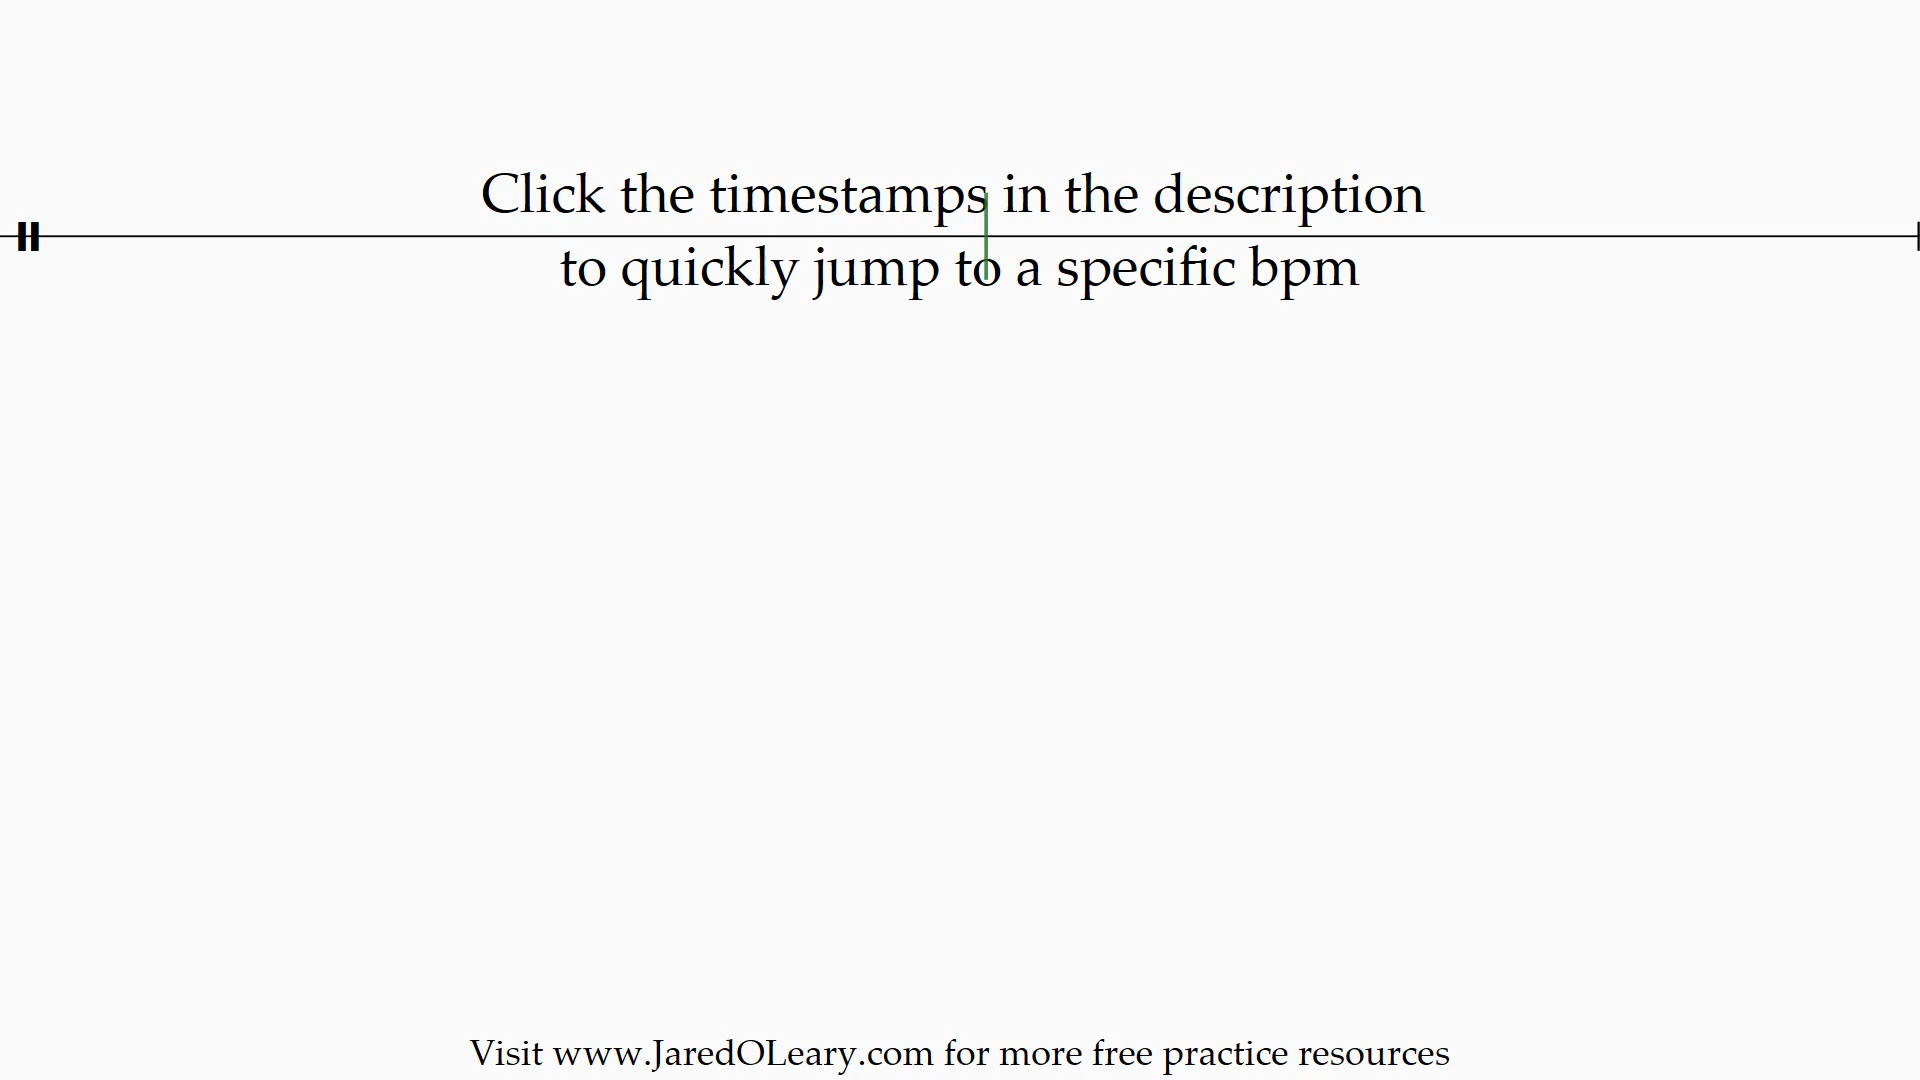 Click the timestamps in the description
to quickly jump to a specific bpm
Visit www.JaredOLeary.com for more free practice resources